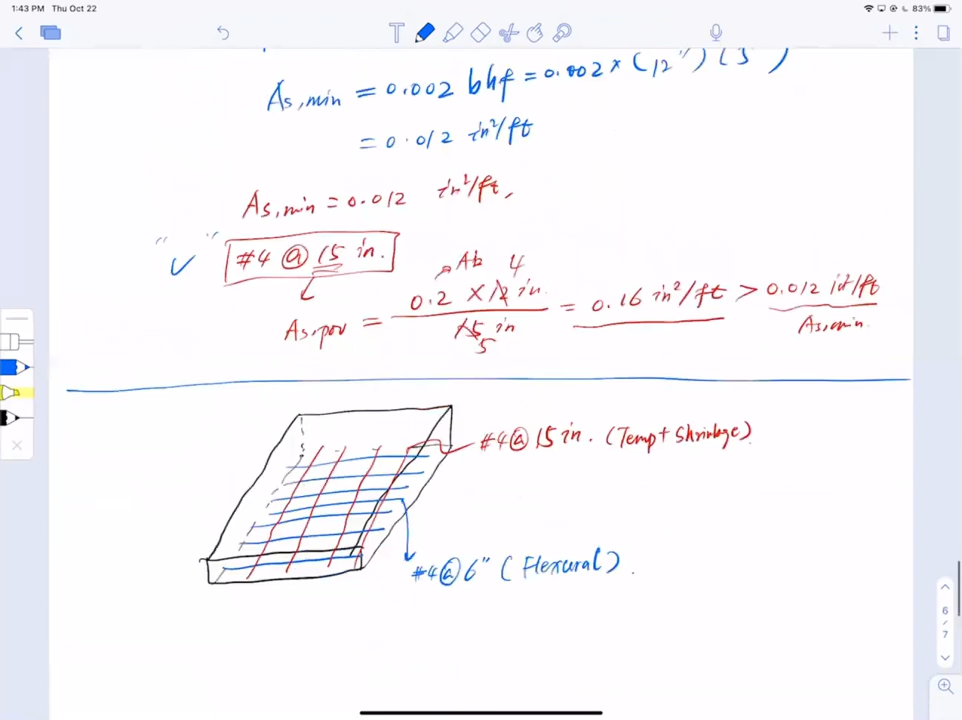 1:43 PM Thu Oct 22
83%
As,min = 0.002 bhf = 0.002 × (12") (5")
= 0.012 in²/ft
As,min = 0.012 in²/ft,
" "
#4 @ 15 in.
Ab 4
As,pov = 0.2 × 12 in. / 15 in = 0.16 in²/ft > 0.012 in²/ft
5
As,min.
#4@15 in. (Temp + Shrinkge)
#4@6" (Flexural).
6
/
7